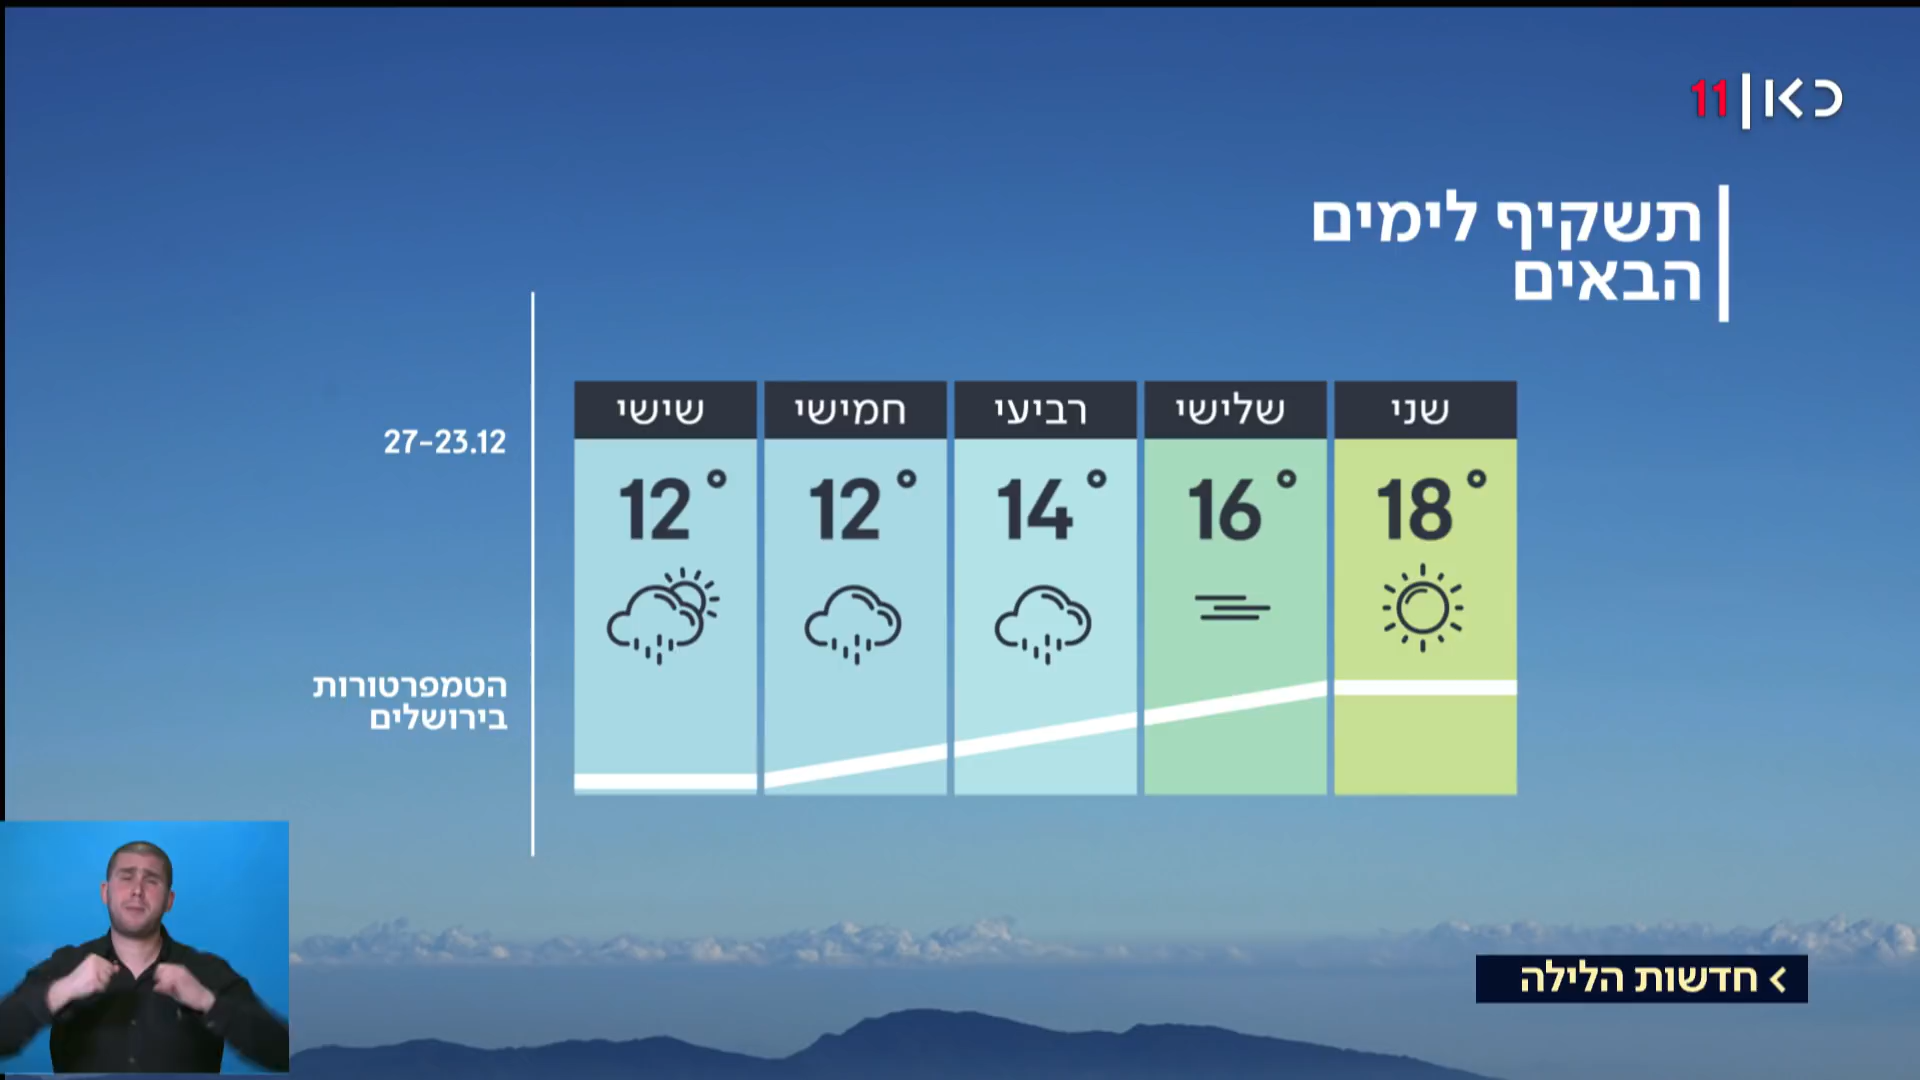 כאן | 11
תשקיף לימים
הבאים
שני
שלישי
רביעי
חמישי
שישי
18°
16°
14°
12°
12°
27-23.12
הטמפרטורות
בירושלים
חדשות הלילה